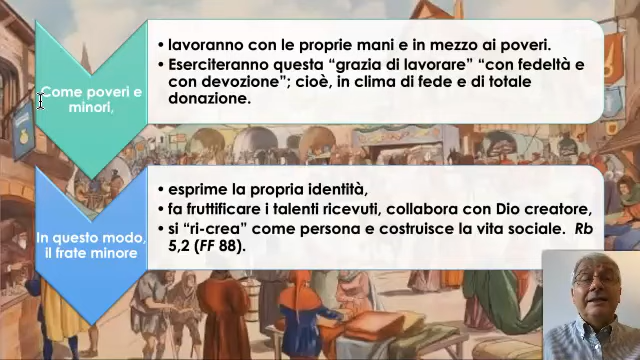 Come poveri e
minori,
• lavoranno con le proprie mani e in mezzo ai poveri.
• Eserciteranno questa “grazia di lavorare” “con fedeltà e
con devozione”; cioè, in clima di fede e di totale
donazione.
In questo modo,
il frate minore
• esprime la propria identità,
• fa fruttificare i talenti ricevuti, collabora con Dio creatore,
• si “ri-crea” come persona e costruisce la vita sociale. Rb
5,2 (FF 88).